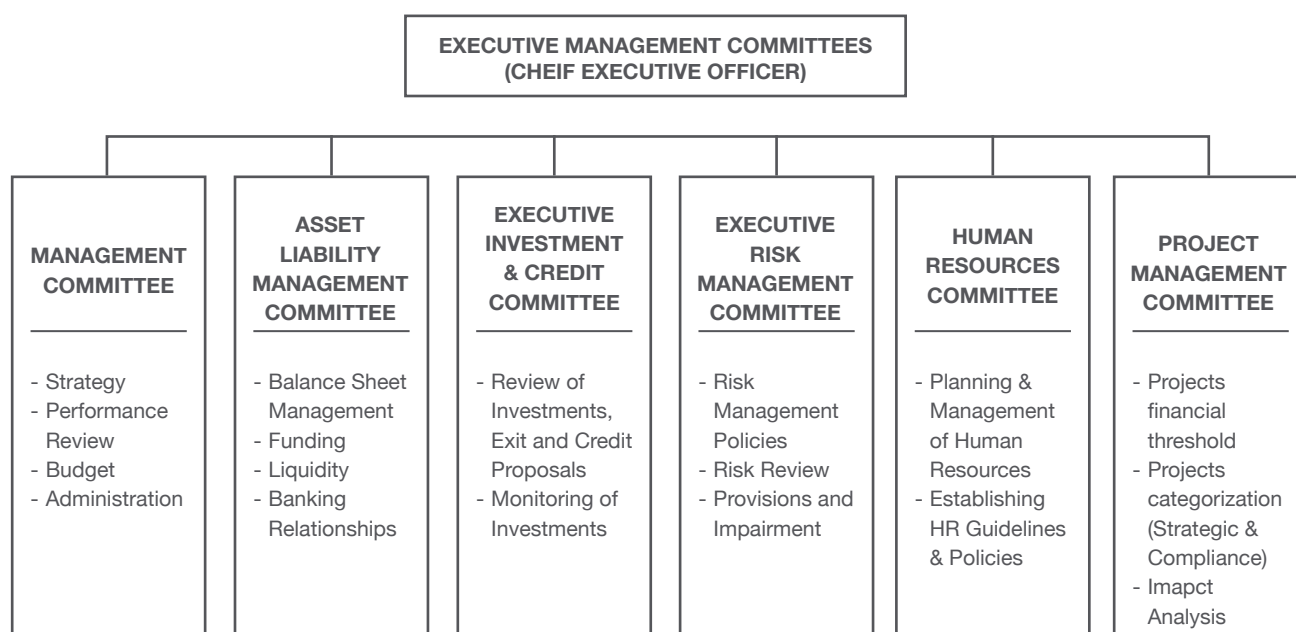 EXECUTIVE MANAGEMENT COMMITTEES
(CHEIF EXECUTIVE OFFICER)
MANAGEMENT
COMMITTEE
- Strategy
- Performance
Review
- Budget
- Administration
ASSET
LIABILITY
MANAGEMENT
COMMITTEE
- Balance Sheet
Management
- Funding
- Liquidity
- Banking
Relationships
EXECUTIVE
INVESTMENT
& CREDIT
COMMITTEE
- Review of
Investments,
Exit and Credit
Proposals
- Monitoring of
Investments
EXECUTIVE
RISK
MANAGEMENT
COMMITTEE
- Risk
Management
Policies
- Risk Review
- Provisions and
Impairment
HUMAN
RESOURCES
COMMITTEE
- Planning &
Management
of Human
Resources
- Establishing
HR Guidelines
& Policies
PROJECT
MANAGEMENT
COMMITTEE
- Projects
financial
threshold
- Projects
categorization
(Strategic &
Compliance)
- Imapct
Analysis